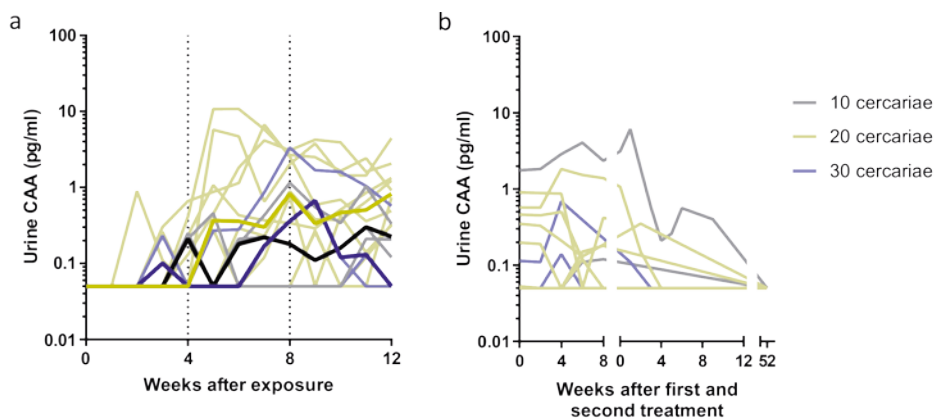 a
Urine CAA (pg/ml)
100
10
1
0.1
0.01
0 4 8 12
Weeks after exposure
b
Urine CAA (pg/ml)
100
10
1
0.1
0.01
0 4 8 0 4 8 12 52
Weeks after first and
second treatment
10 cercariae
20 cercariae
30 cercariae